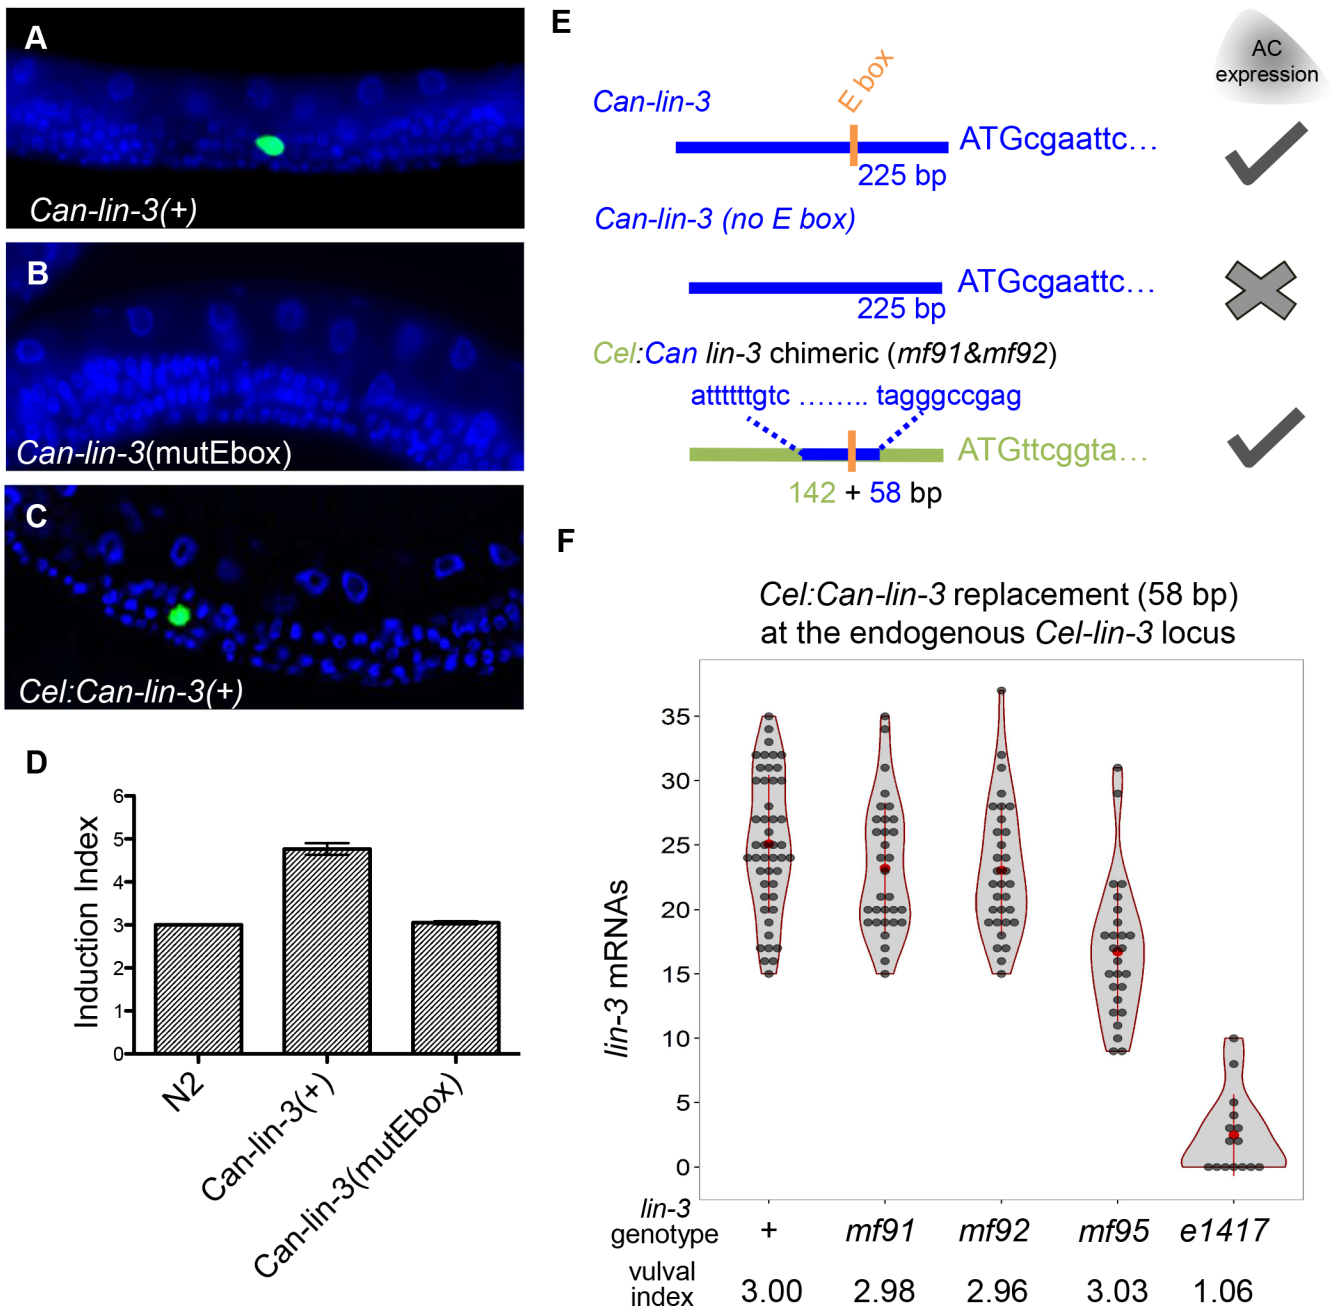 A
Can-lin-3(+)
B
Can-lin-3(mutEbox)
C
Cel:Can-lin-3(+)
D
Induction Index
6
5
4
3
2
1
0
N2
Can-lin-3(+)
Can-lin-3(mutEbox)
E
AC
expression
E box
Can-lin-3
ATGcgaattc...
225 bp
Can-lin-3 (no E box)
ATGcgaattc...
225 bp
Cel:Can lin-3 chimeric (mf91&mf92)
attttttgtc …….. tagggccgag
ATGttcggta...
142 + 58 bp
F
Cel:Can-lin-3 replacement (58 bp)
at the endogenous Cel-lin-3 locus
lin-3 mRNAs
35
30
25
20
15
10
5
0
lin-3
genotype + mf91 mf92 mf95 e1417
vulval
index 3.00 2.98 2.96 3.03 1.06